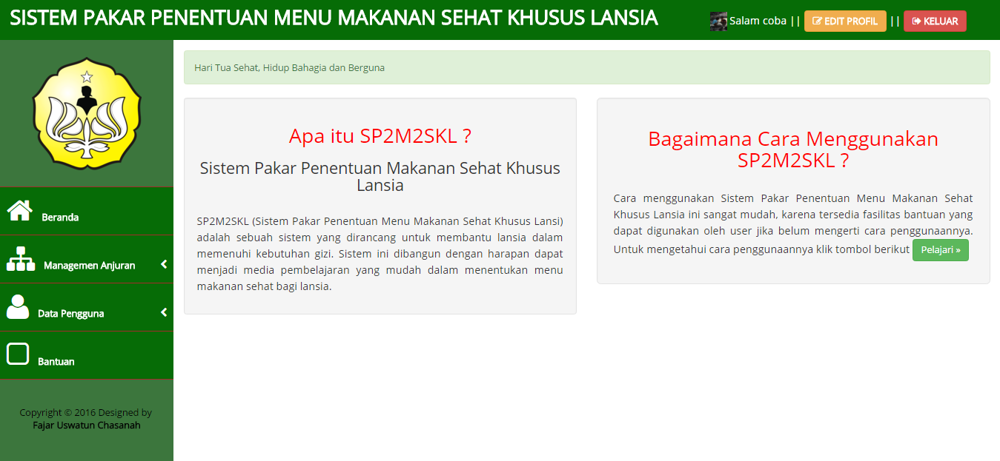 SISTEM PAKAR PENENTUAN MENU MAKANAN SEHAT KHUSUS LANSIA
Salam coba || EDIT PROFIL || KELUAR
Hari Tua Sehat, Hidup Bahagia dan Berguna
Beranda
Managemen Anjuran
Data Pengguna
Bantuan
Copyright © 2016 Designed by
Fajar Uswatun Chasanah
Apa itu SP2M2SKL ?
Sistem Pakar Penentuan Makanan Sehat Khusus
Lansia
SP2M2SKL (Sistem Pakar Penentuan Menu Makanan Sehat Khusus Lansi)
adalah sebuah sistem yang dirancang untuk membantu lansia dalam
memenuhi kebutuhan gizi. Sistem ini dibangun dengan harapan dapat
menjadi media pembelajaran yang mudah dalam menentukan menu
makanan sehat bagi lansia.
Bagaimana Cara Menggunakan
SP2M2SKL ?
Cara menggunakan Sistem Pakar Penentuan Menu Makanan Sehat
Khusus Lansia ini sangat mudah, karena tersedia fasilitas bantuan yang
dapat digunakan oleh user jika belum mengerti cara penggunaannya.
Untuk mengetahui cara penggunaannya klik tombol berikut Pelajari »